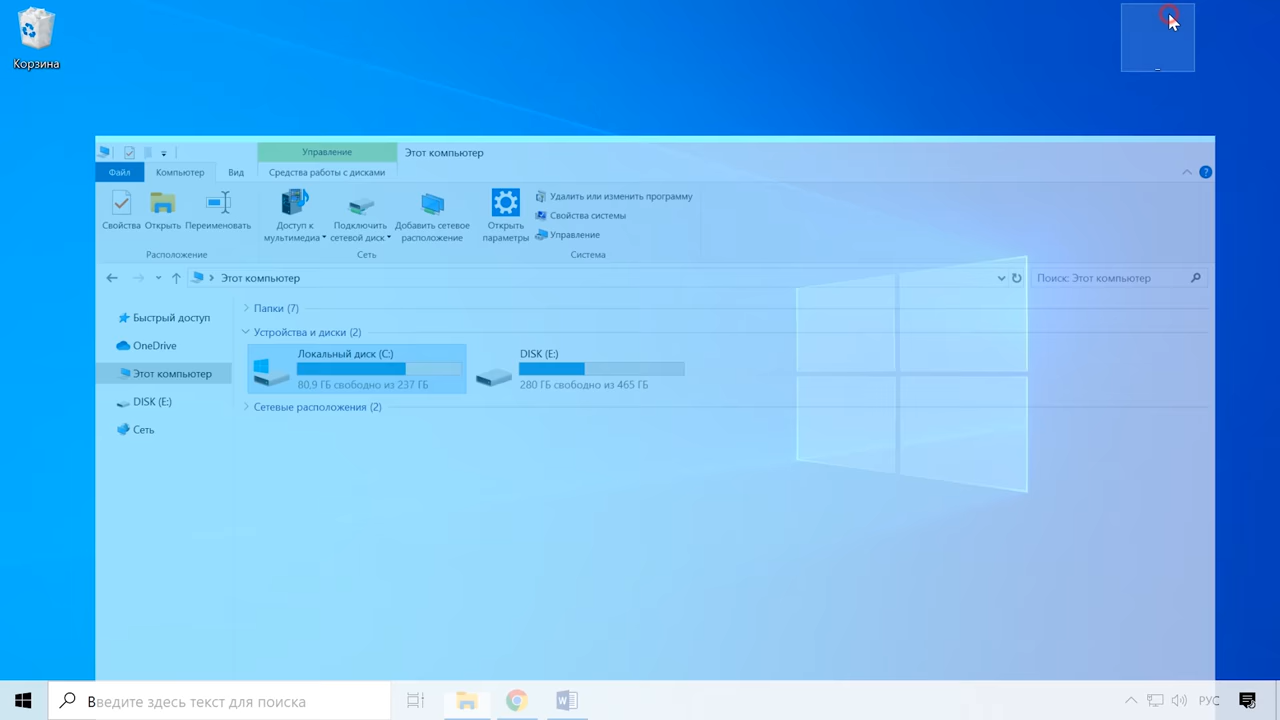 Корзина
Управление
Этот компьютер
Файл
Компьютер
Вид
Средства работы с дисками
Свойства
Открыть
Переименовать
Доступ к мультимедиа
Подключить сетевой диск
Добавить сетевое расположение
Открыть параметры
Удалить или изменить программу
Свойства системы
Управление
Расположение
Сеть
Система
Этот компьютер
Поиск: Этот компьютер
Быстрый доступ
OneDrive
Этот компьютер
DISK (E:)
Сеть
Папки (7)
Устройства и диски (2)
Локальный диск (C:)
80,9 ГБ свободно из 237 ГБ
DISK (E:)
280 ГБ свободно из 465 ГБ
Сетевые расположения (2)
Введите здесь текст для поиска
РУС